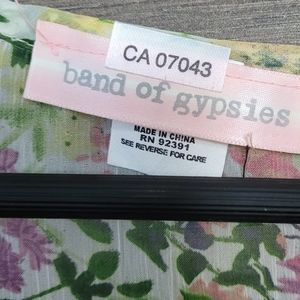 CA 07043
band of gypsies
MADE IN CHINA
RN 92391
SEE REVERSE FOR CARE